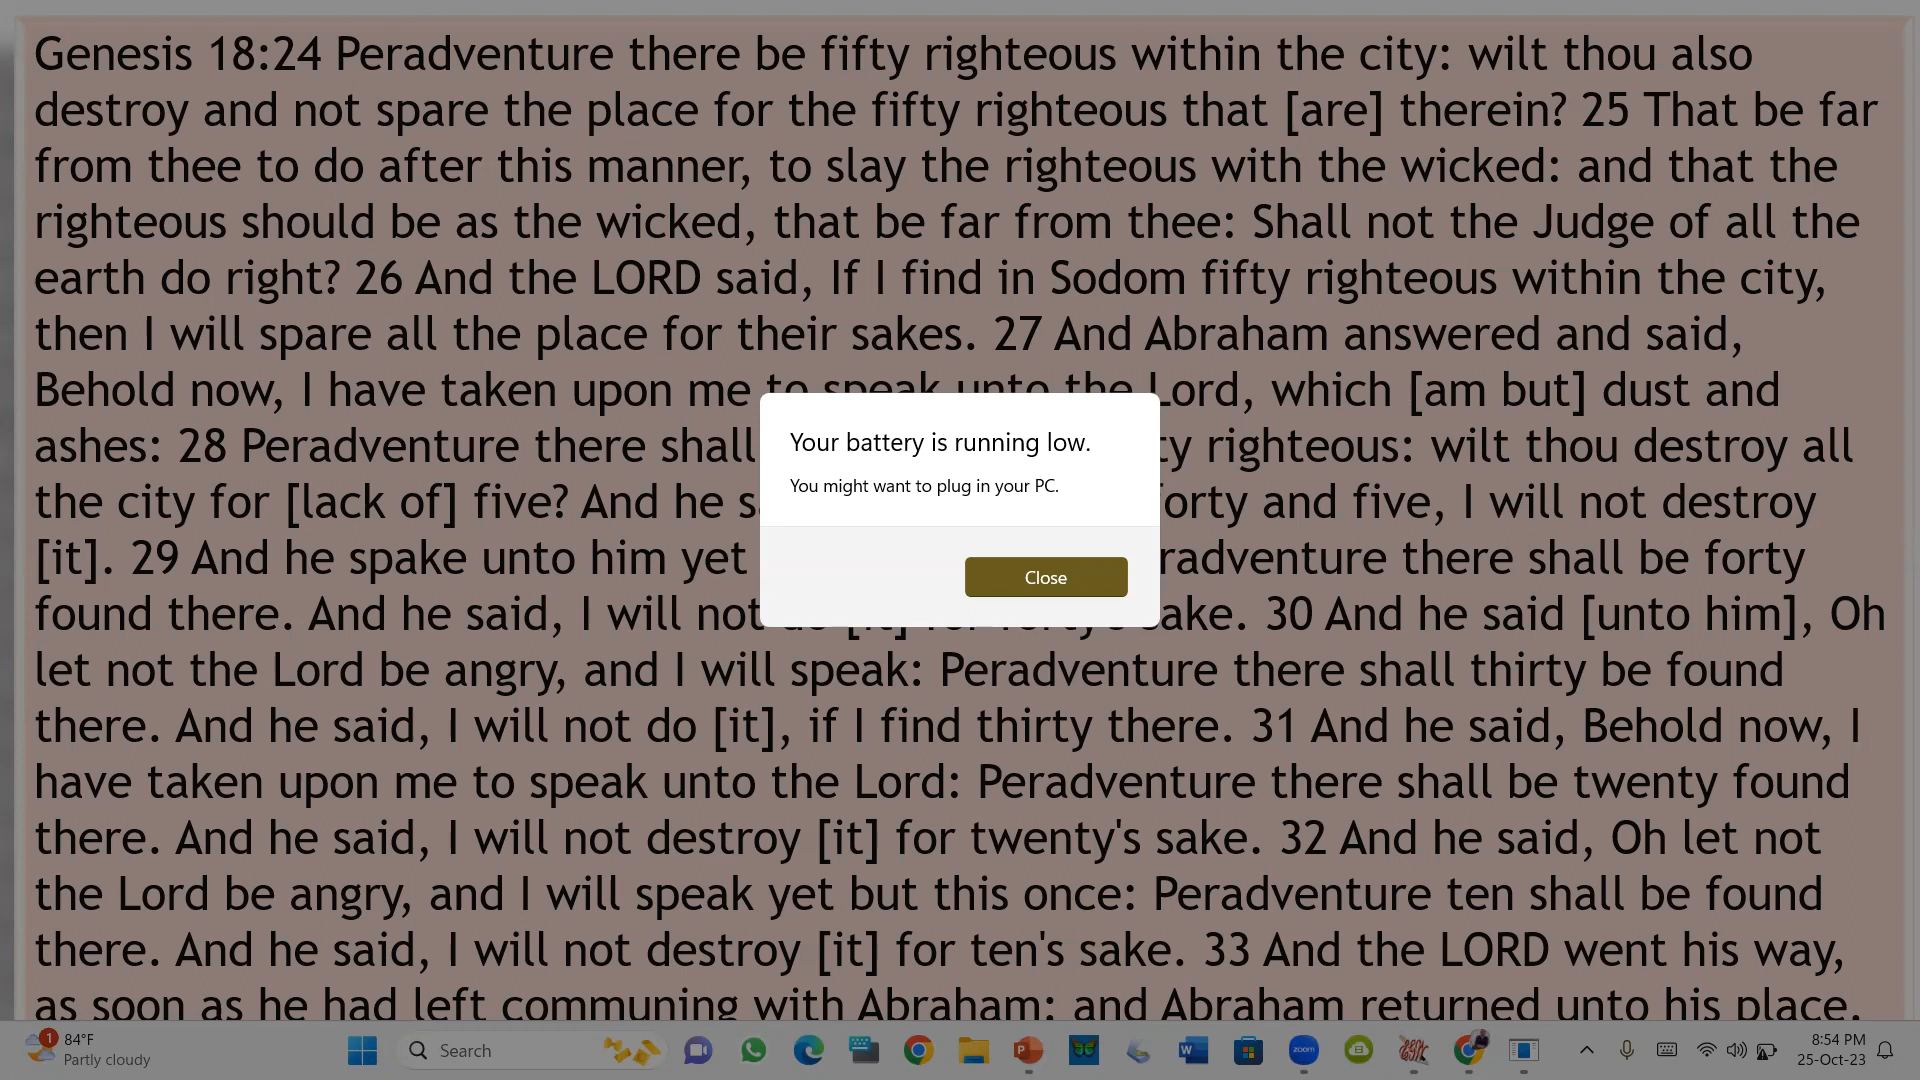 Genesis 18:24 Peradventure there be fifty righteous within the city: wilt thou also
destroy and not spare the place for the fifty righteous that [are] therein? 25 That be far
from thee to do after this manner, to slay the righteous with the wicked: and that the
righteous should be as the wicked, that be far from thee: Shall not the Judge of all the
earth do right? 26 And the LORD said, If I find in Sodom fifty righteous within the city,
then I will spare all the place for their sakes. 27 And Abraham answered and said,
Behold now, I have taken upon me to speak unto the Lord, which [am but] dust and
ashes: 28 Peradventure there shall righteous: wilt thou destroy all
the city for [lack of] five? And he and five, I will not destroy
[it]. 29 And he spake unto him yet there shall be forty
found there. And he said, I will not 30 And he said [unto him], Oh
let not the Lord be angry, and I will speak: Peradventure there shall thirty be found
there. And he said, I will not do [it], if I find thirty there. 31 And he said, Behold now, I
have taken upon me to speak unto the Lord: Peradventure there shall be twenty found
there. And he said, I will not destroy [it] for twenty's sake. 32 And he said, Oh let not
the Lord be angry, and I will speak yet but this once: Peradventure ten shall be found
there. And he said, I will not destroy [it] for ten's sake. 33 And the LORD went his way,
as soon as he had left communing with Abraham: and Abraham returned unto his place.
Your battery is running low.
You might want to plug in your PC.
Close
1
84°F
Partly cloudy
Search
zoom
8:54 PM
25-Oct-23